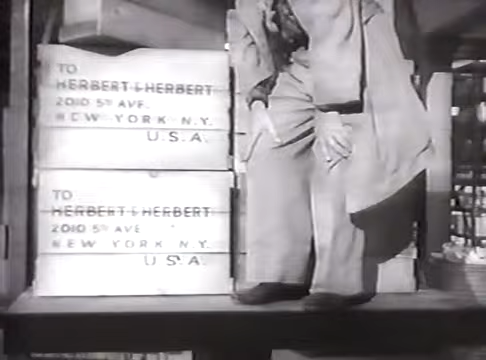 TO
HERBERT & HERBERT
2010 5TH AVE.
NEW YORK N.Y.
U.S.A.
TO
HERBERT & HERBERT
2010 5TH AVE
NEW YORK N.Y.
U.S.A.